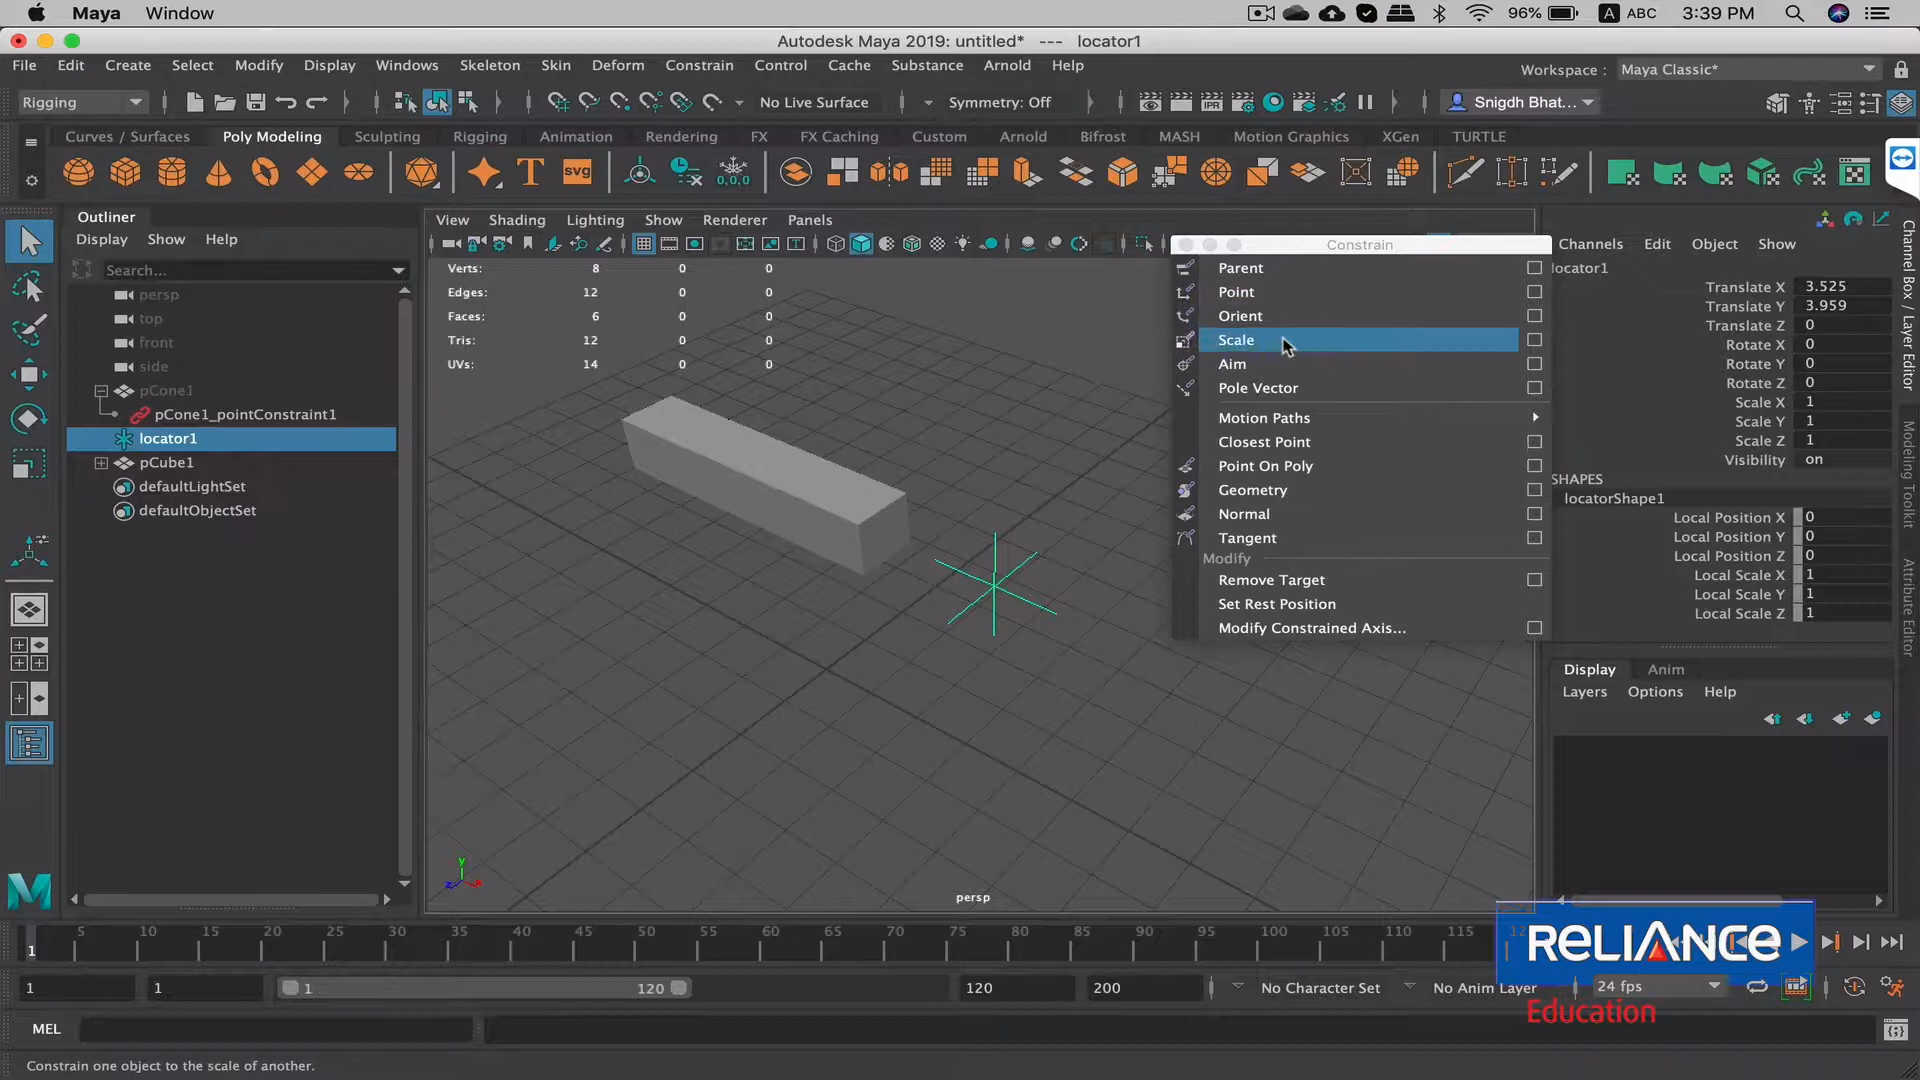 Maya Window 96% A ABC 3:39 PM
Autodesk Maya 2019: untitled* --- locator1
File Edit Create Select Modify Display Windows Skeleton Skin Deform Constrain Control Cache Substance Arnold Help
Workspace : Maya Classic*
Rigging
No Live Surface
Symmetry: Off
IPR
Snigdh Bhat...
Curves / Surfaces Poly Modeling Sculpting Rigging Animation Rendering FX FX Caching Custom Arnold Bifrost MASH Motion Graphics XGen TURTLE
T
svg
0,0,0
Outliner
Display Show Help
Search...
persp
top
front
side
pCone1
pCone1_pointConstraint1
locator1
pCube1
defaultLightSet
defaultObjectSet
View Shading Lighting Show Renderer Panels
Verts: 8 0 0
Edges: 12 0 0
Faces: 6 0 0
Tris: 12 0 0
UVs: 14 0 0
y
z
x
persp
Constrain
Parent
Point
Orient
Scale
Aim
Pole Vector
Motion Paths
Closest Point
Point On Poly
Geometry
Normal
Tangent
Modify
Remove Target
Set Rest Position
Modify Constrained Axis...
Channels Edit Object Show
locator1
Translate X 3.525
Translate Y 3.959
Translate Z 0
Rotate X 0
Rotate Y 0
Rotate Z 0
Scale X 1
Scale Y 1
Scale Z 1
Visibility on
SHAPES
locatorShape1
Local Position X 0
Local Position Y 0
Local Position Z 0
Local Scale X 1
Local Scale Y 1
Local Scale Z 1
Channel Box / Layer Editor
Modeling Toolkit
Attribute Editor
Display Anim
Layers Options Help
1 5 10 15 20 25 30 35 40 45 50 55 60 65 70 75 80 85 90 95 100 105 110 115
1 1 1 120 120 200 No Character Set No Anim Layer 24 fps
RELIANCE
Education
MEL
Constrain one object to the scale of another.